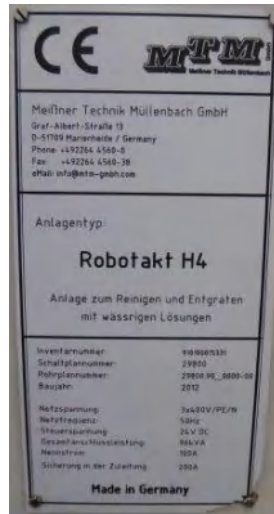 CE MTM
Meißner Technik Müllenbach
Meißner Technik Müllenbach GmbH
Graf-Albert-Straße 13
D-51709 Marienheide / Germany
Phone: +492264 4560-0
Fax: +492264 4560-38
eMail: info@mtm-gmbh.com
Anlagentyp:
Robotakt H4
Anlage zum Reinigen und Entgraten
mit wässrigen Lösungen
Inventarnummer:
Schaltplannummer: 29800
Rohrplannummer:
Baujahr: 2012
Netzspannung: 3x400V/PE/N
Netzfrequenz: 50Hz
Steuerspannung: 24V DC
Gesamtanschlussleistung:
Nennstrom:
Sicherung in der Zuleitung
Made in Germany